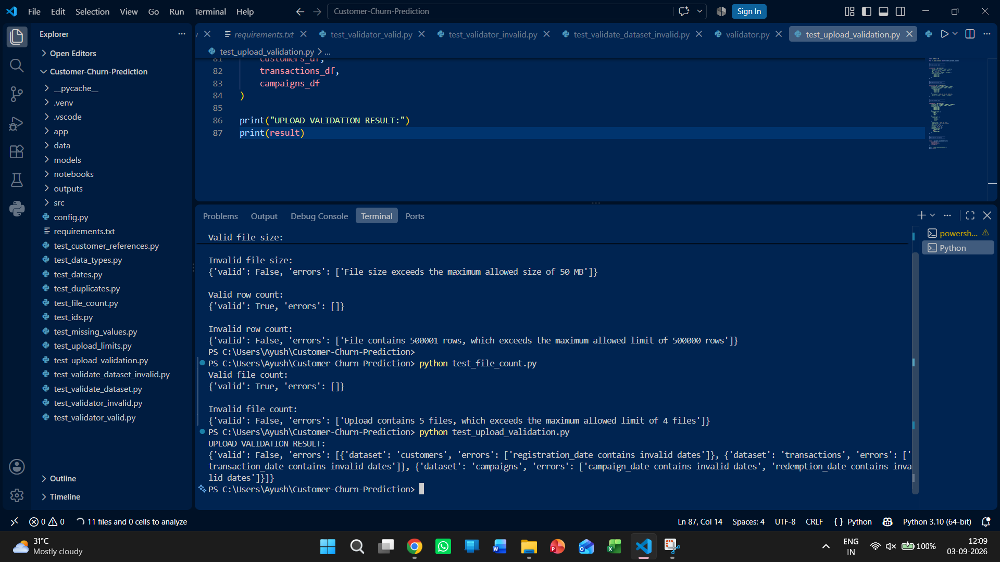 File Edit Selection View Go Run Terminal Help
Customer-Churn-Prediction
Sign In
Explorer
requirements.txt
test_validator_valid.py
test_validator_invalid.py
test_validate_dataset_invalid.py
validator.py
test_upload_validation.py
Open Editors
test_upload_validation.py > ...
Customer-Churn-Prediction
__pycache__
.venv
.vscode
app
data
models
notebooks
outputs
src
config.py
requirements.txt
test_customer_references.py
test_data_types.py
test_dates.py
test_duplicates.py
test_file_count.py
test_ids.py
test_missing_values.py
test_upload_limits.py
test_upload_validation.py
test_validate_dataset_invalid.py
test_validate_dataset.py
test_validator_invalid.py
test_validator_valid.py
Outline
Timeline
81 customers_df,
82 transactions_df,
83 campaigns_df
84 )
85
86 print("UPLOAD VALIDATION RESULT:")
87 print(result)
Problems Output Debug Console Terminal Ports
powersh...
Python
Valid file size:
Invalid file size:
{'valid': False, 'errors': ['File size exceeds the maximum allowed size of 50 MB']}
Valid row count:
{'valid': True, 'errors': []}
Invalid row count:
{'valid': False, 'errors': ['File contains 500001 rows, which exceeds the maximum allowed limit of 500000 rows']}
PS C:\Users\Ayush\Customer-Churn-Prediction>
PS C:\Users\Ayush\Customer-Churn-Prediction> python test_file_count.py
Valid file count:
{'valid': True, 'errors': []}
Invalid file count:
{'valid': False, 'errors': ['Upload contains 5 files, which exceeds the maximum allowed limit of 4 files']}
PS C:\Users\Ayush\Customer-Churn-Prediction> python test_upload_validation.py
UPLOAD VALIDATION RESULT:
{'valid': False, 'errors': [{'dataset': 'customers', 'errors': ['registration_date contains invalid dates']}, {'dataset': 'transactions', 'errors': ['
transaction_date contains invalid dates']}, {'dataset': 'campaigns', 'errors': ['campaign_date contains invalid dates', 'redemption_date contains inva
lid dates']}]}
PS C:\Users\Ayush\Customer-Churn-Prediction>
0 0 11 files and 0 cells to analyze
Ln 87, Col 14 Spaces: 4 UTF-8 CRLF { } Python Python 3.10 (64-bit)
31°C
Mostly cloudy
ENG
IN
100%
12:09
03-09-2026